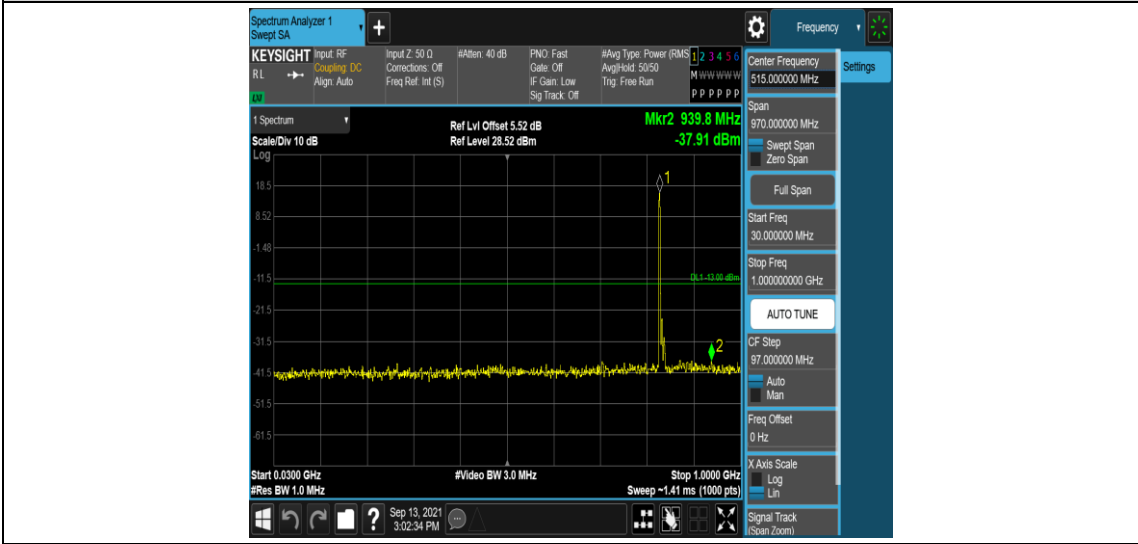 Spectrum Analyzer 1
Swept SA
+
Frequency
KEYSIGHT
RL
LM
Input: RF
Coupling: DC
Align: Auto
Input Z: 50 Ω
Corrections: Off
Freq Ref: Int (S)
#Atten: 40 dB
PNO: Fast
Gate: Off
IF Gain: Low
Sig Track: Off
#Avg Type: Power (RMS
Avg|Hold: 50/50
Trig: Free Run
1 2 3 4 5 6
M W W W W W
P P P P P P
1 Spectrum
Scale/Div 10 dB
Ref Lvl Offset 5.52 dB
Ref Level 28.52 dBm
Mkr2 939.8 MHz
-37.91 dBm
Log
18.5
8.52
-1.48
-11.5
-21.5
-31.5
-41.5
-51.5
-61.5
1
DL1 -13.00 dBm
2
Start 0.0300 GHz
#Res BW 1.0 MHz
#Video BW 3.0 MHz
Stop 1.0000 GHz
Sweep ~1.41 ms (1000 pts)
?
Sep 13, 2021
3:02:34 PM
Center Frequency
515.000000 MHz
Settings
Span
970.000000 MHz
Swept Span
Zero Span
Full Span
Start Freq
30.000000 MHz
Stop Freq
1.000000000 GHz
AUTO TUNE
CF Step
97.000000 MHz
Auto
Man
Freq Offset
0 Hz
X Axis Scale
Log
Lin
Signal Track
(Span Zoom)